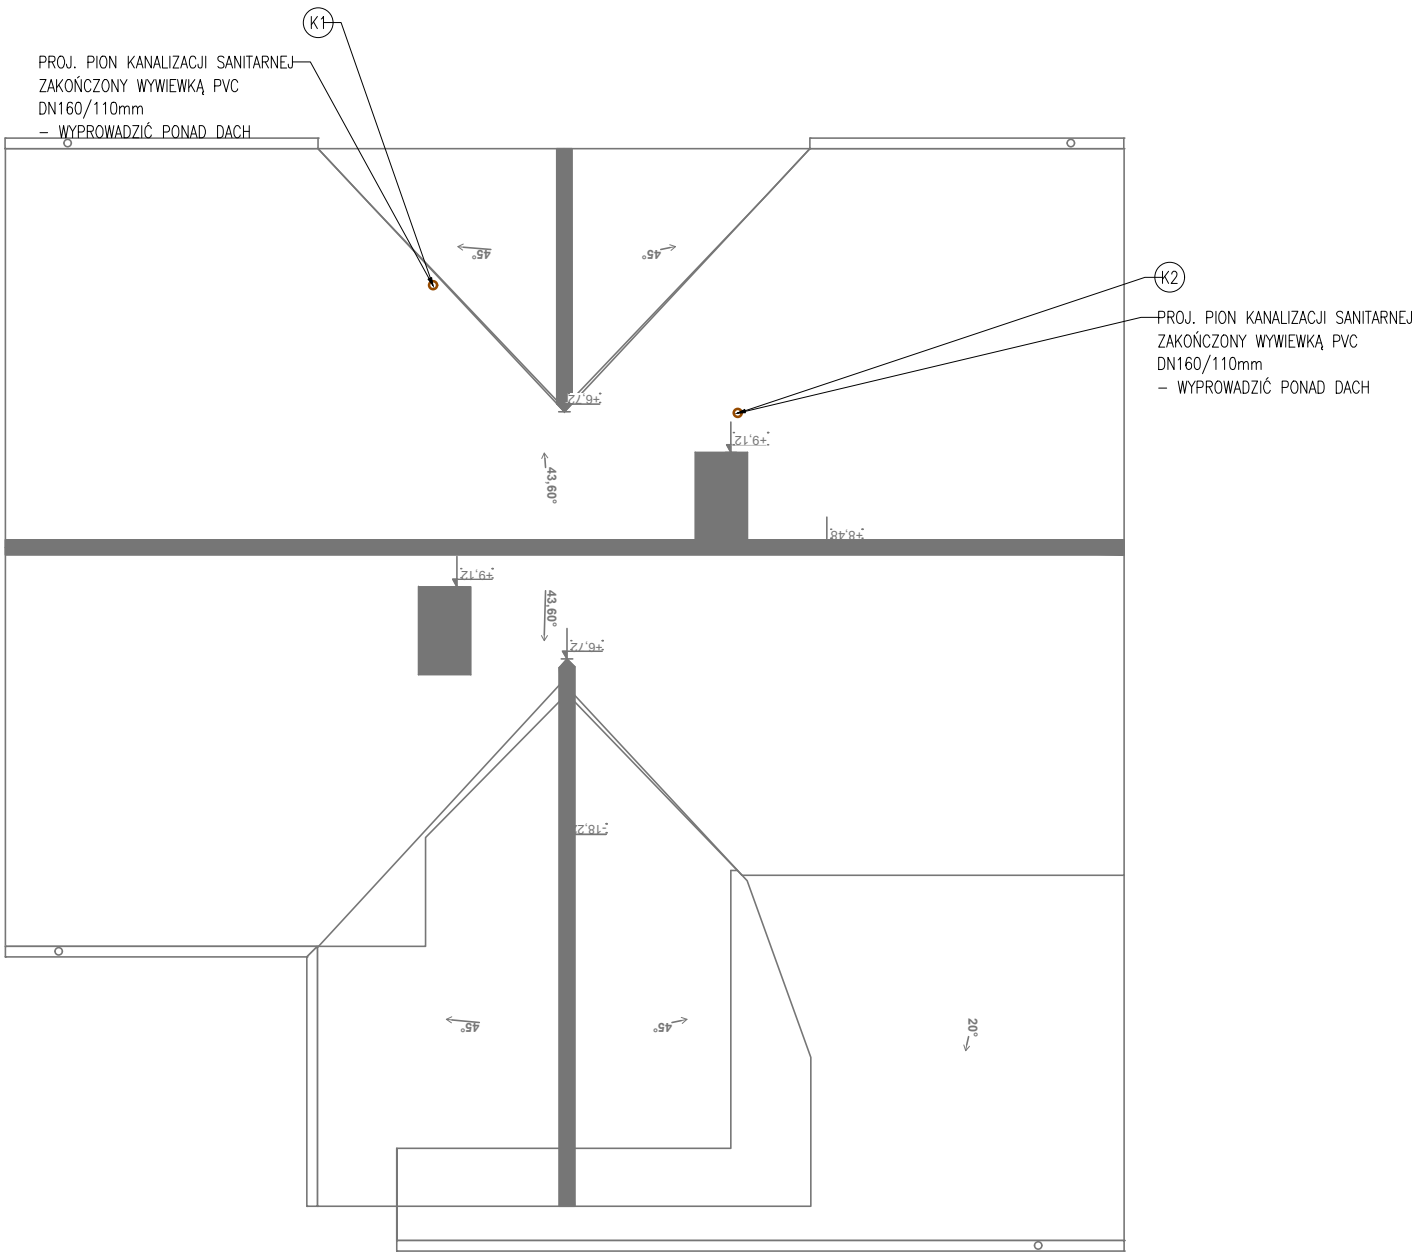 K1
PROJ. PION KANALIZACJI SANITARNEJ
ZAKOŃCZONY WYWIEWKĄ PVC
DN160/110mm
- WYPROWADZIĆ PONAD DACH
45°
45°
K2
PROJ. PION KANALIZACJI SANITARNEJ
ZAKOŃCZONY WYWIEWKĄ PVC
DN160/110mm
- WYPROWADZIĆ PONAD DACH
+6,72
+9,12
43,60°
+8,48
+9,12
43,60°
+6,72
45°
45°
20°